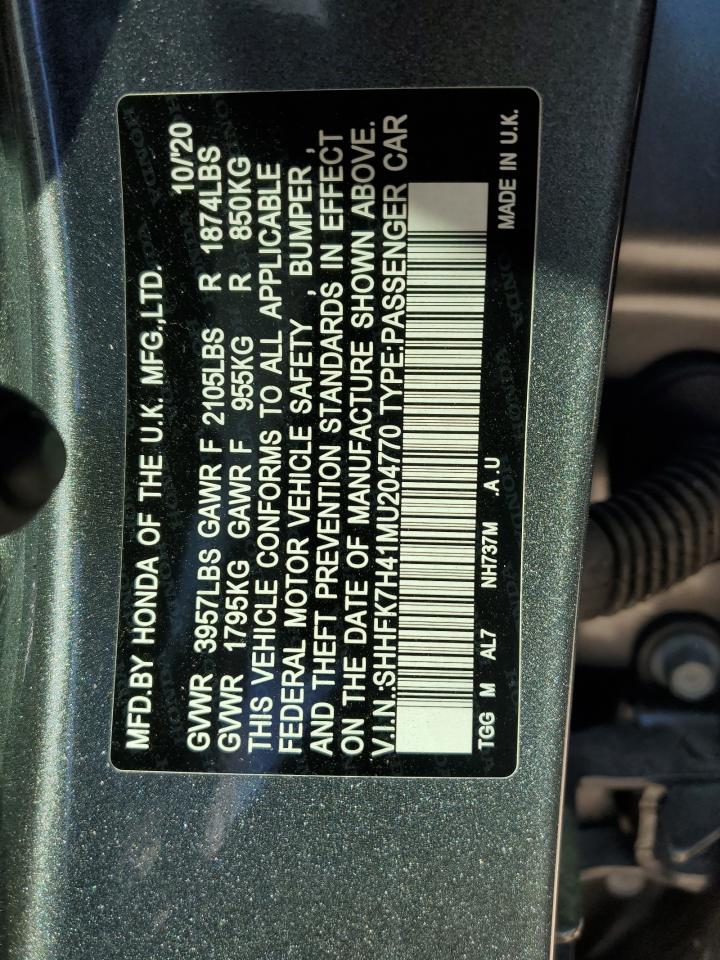 MFD.BY HONDA OF THE U.K. MFG.,LTD. 10/'20
GVWR 3957LBS GAWR F 2105LBS R 1874LBS
GVWR 1795KG GAWR F 955KG R 850KG
THIS VEHICLE CONFORMS TO ALL APPLICABLE
FEDERAL MOTOR VEHICLE SAFETY , BUMPER ,
AND THEFT PREVENTION STANDARDS IN EFFECT
ON THE DATE OF MANUFACTURE SHOWN ABOVE.
V.I.N.:SHHFK7H41MU204770 TYPE:PASSENGER CAR
TGG M AL7 NH737M .A.U MADE IN U.K.